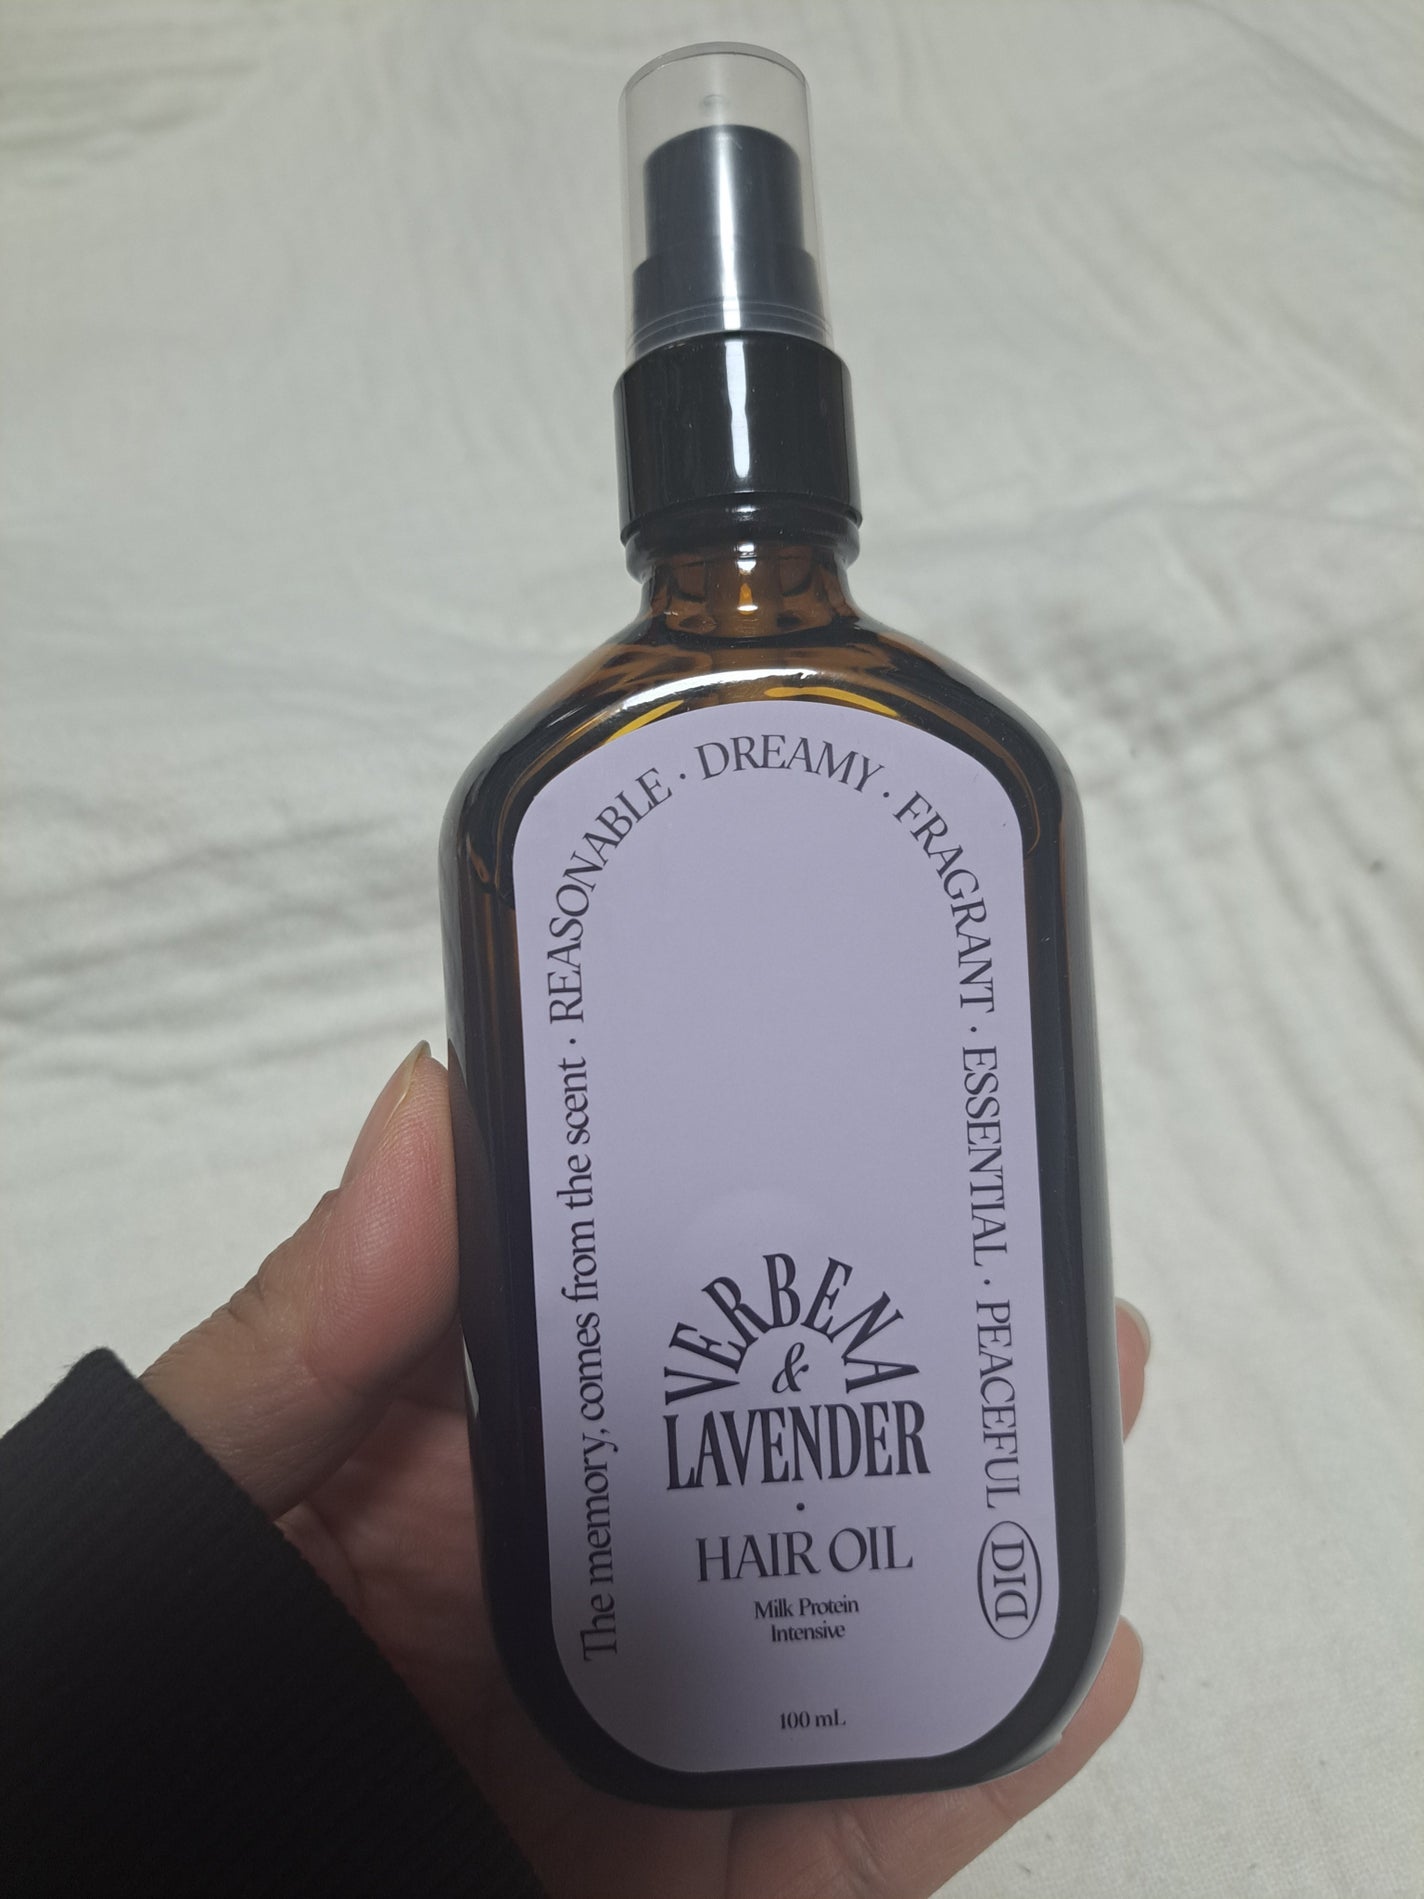 The memory, comes from the scent · REASONABLE · DREAMY · FRAGRANT · ESSENTIAL · PEACEFUL
DID
VERBENA
&
LAVENDER
·
HAIR OIL
Milk Protein
Intensive
100 mL